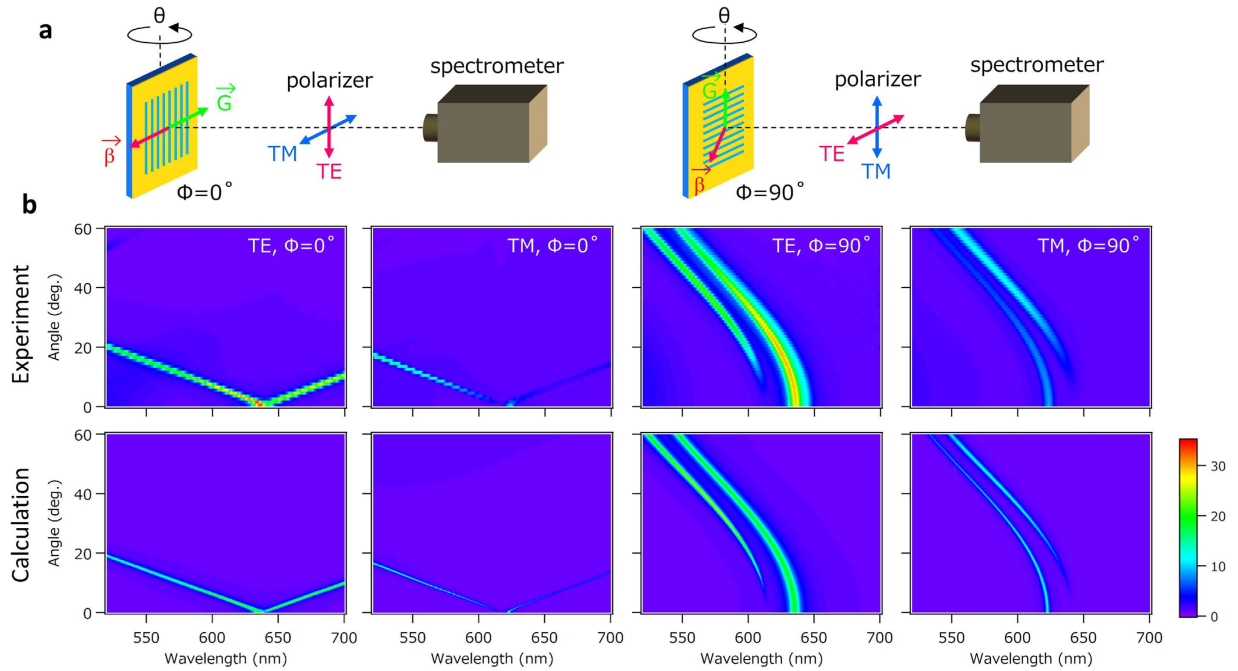 a
θ
polarizer
spectrometer
G
β
TM
TE
Φ=0°
θ
polarizer
spectrometer
G
β
TE
TM
Φ=90°
b
Experiment
Angle (deg.)
60
40
20
0
TE, Φ=0°
TM, Φ=0°
TE, Φ=90°
TM, Φ=90°
Calculation
Angle (deg.)
60
40
20
0
550 600 650 700
550 600 650 700
550 600 650 700
550 600 650 700
Wavelength (nm)
Wavelength (nm)
Wavelength (nm)
Wavelength (nm)
30
20
10
0